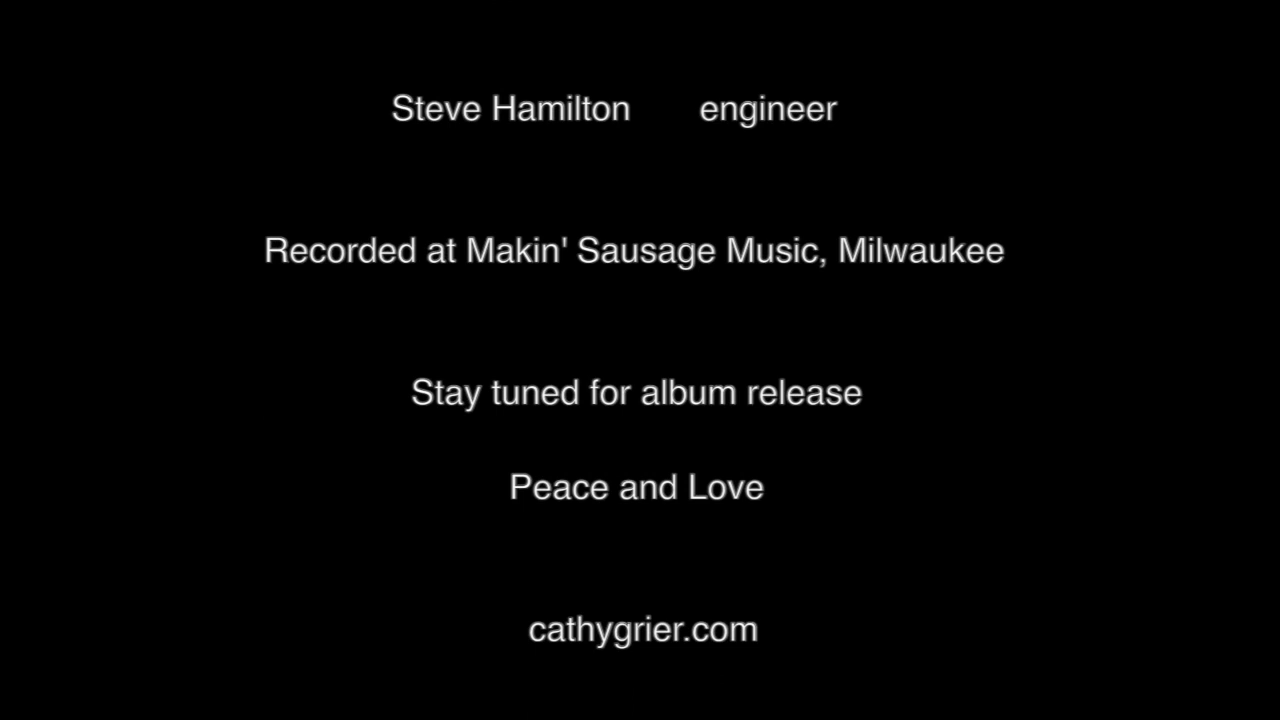 Steve Hamilton engineer
Recorded at Makin' Sausage Music, Milwaukee
Stay tuned for album release
Peace and Love
cathygrier.com